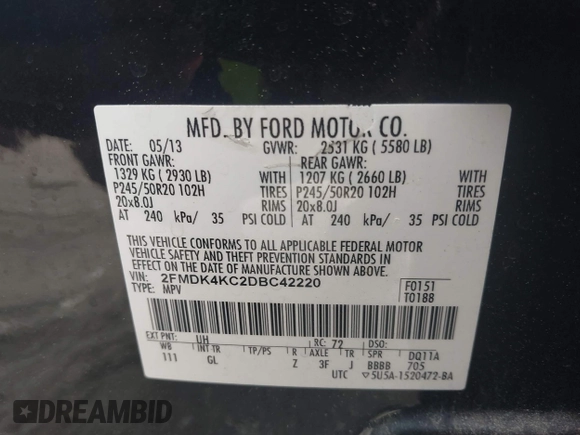 MFD. BY FORD MOTOR CO.
DATE: 05/13 GVWR: 2531 KG (5580 LB)
FRONT GAWR: REAR GAWR:
1329 KG (2930 LB) WITH 1207 KG (2660 LB) WITH
P245/50R20 102H TIRES P245/50R20 102H TIRES
20x8.0J RIMS 20x8.0J RIMS
AT 240 kPa/ 35 PSI COLD AT 240 kPa/ 35 PSI COLD
THIS VEHICLE CONFORMS TO ALL APPLICABLE FEDERAL MOTOR
VEHICLE SAFETY AND THEFT PREVENTION STANDARDS IN
EFFECT ON THE DATE OF MANUFACTURE SHOWN ABOVE.
VIN: 2FMDK4KC2DBC42220 F0151
TYPE: MPV T0188
UH RC: 72 DSO:
WB INT TR TP/PS R AXLE TR SPR DQ11A
111 GL Z 3F J BBBB 705
UTC ▽5U5A-1520472-BA
DREAMBID